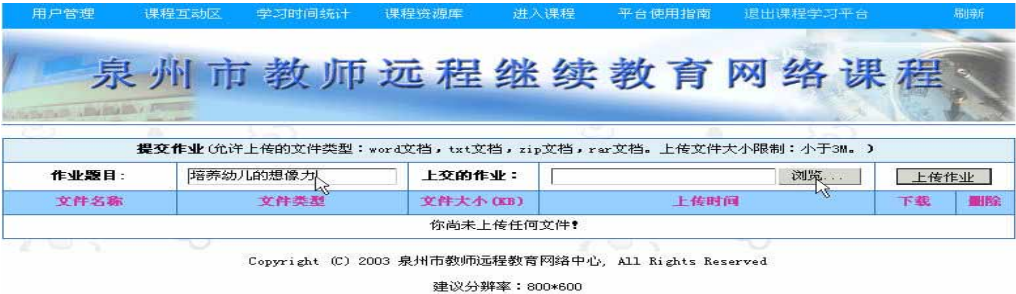 用户管理 课程互动区 学习时间统计 课程资源库 进入课程 平台使用指南 退出课程学习平台 刷新
泉州市教师远程继续教育网络课程
提交作业(允许上传的文件类型:word文档,txt文档,zip文档,rar文档。上传文件大小限制:小于3M。)
作业题目: 培养幼儿的想像力 上交的作业: 浏览... 上传作业
文件名称 文件类型 文件大小(KB) 上传时间 下载 删除
你尚未上传任何文件!
Copyright (C) 2003 泉州市教师远程教育网络中心, All Rights Reserved
建议分辨率:800*600